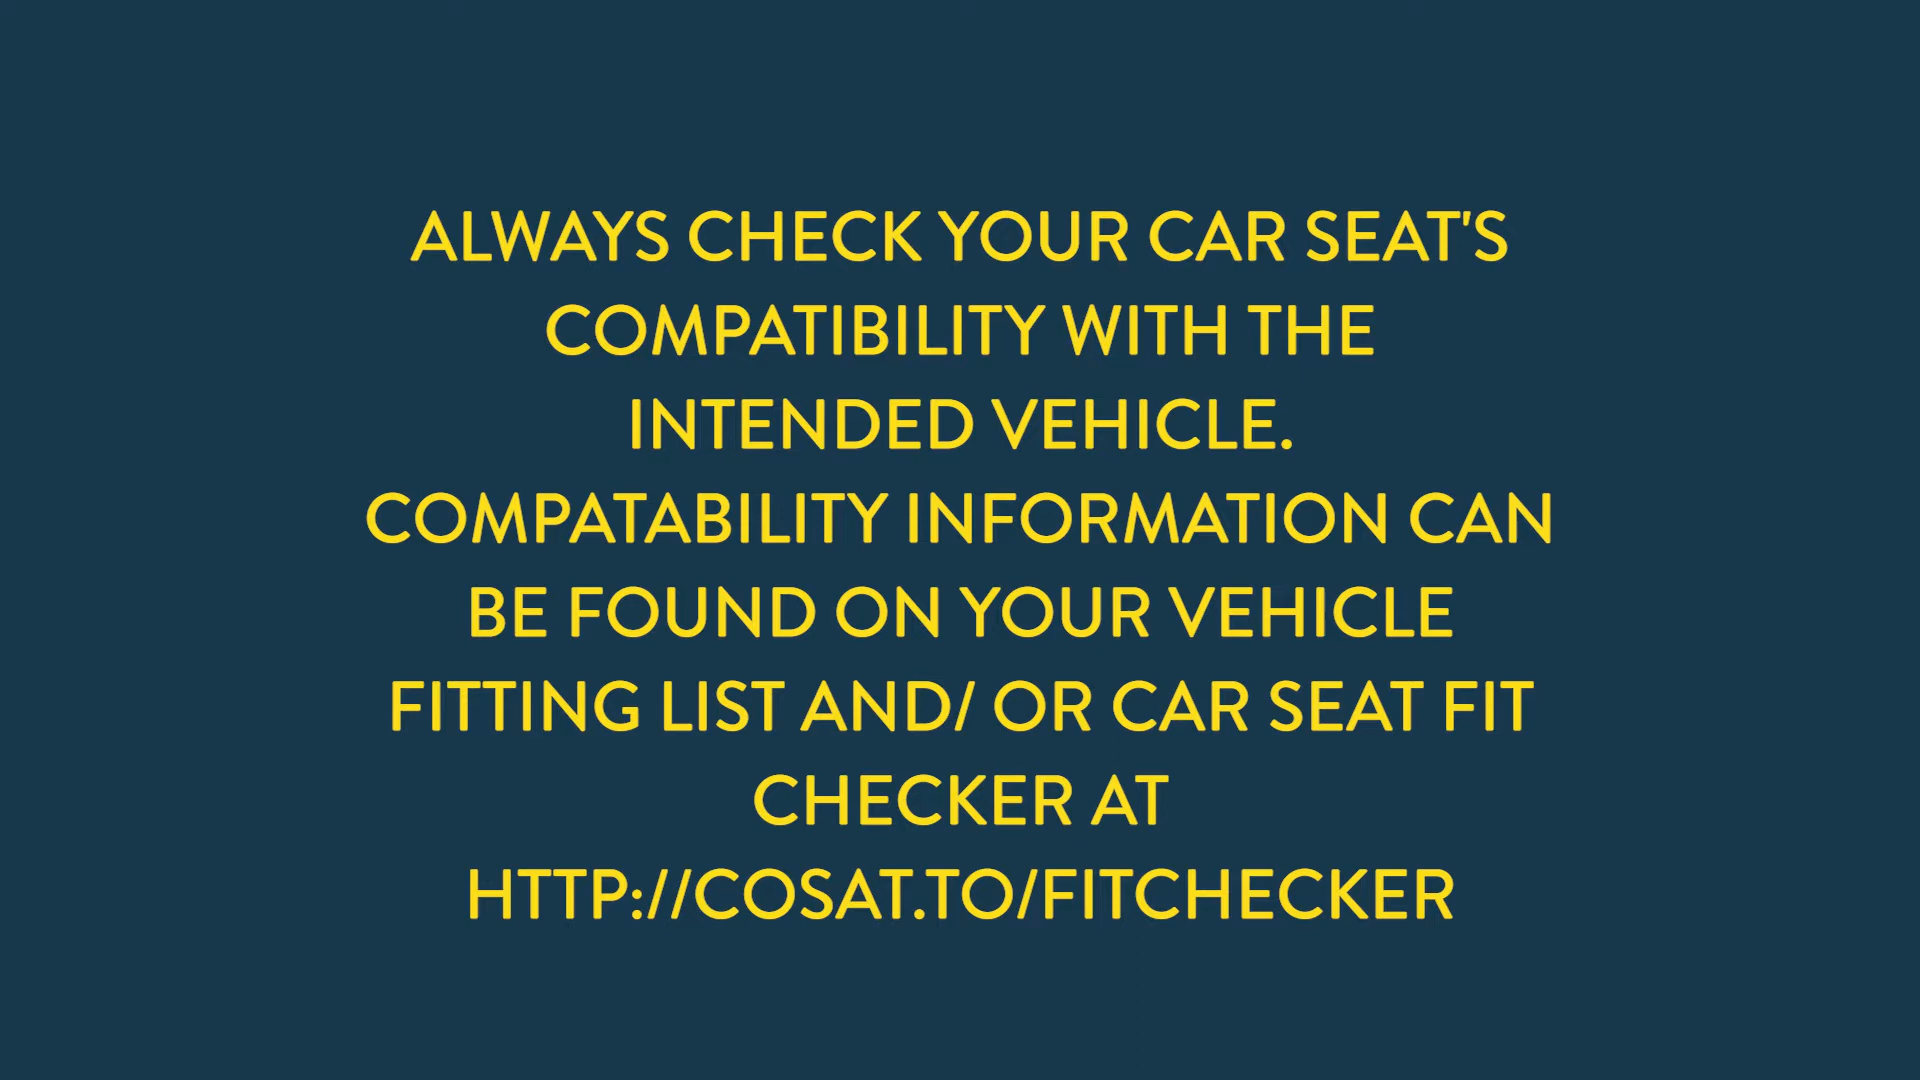 ALWAYS CHECK YOUR CAR SEAT'S
COMPATIBILITY WITH THE
INTENDED VEHICLE.
COMPATABILITY INFORMATION CAN
BE FOUND ON YOUR VEHICLE
FITTING LIST AND/ OR CAR SEAT FIT
CHECKER AT
HTTP://COSAT.TO/FITCHECKER